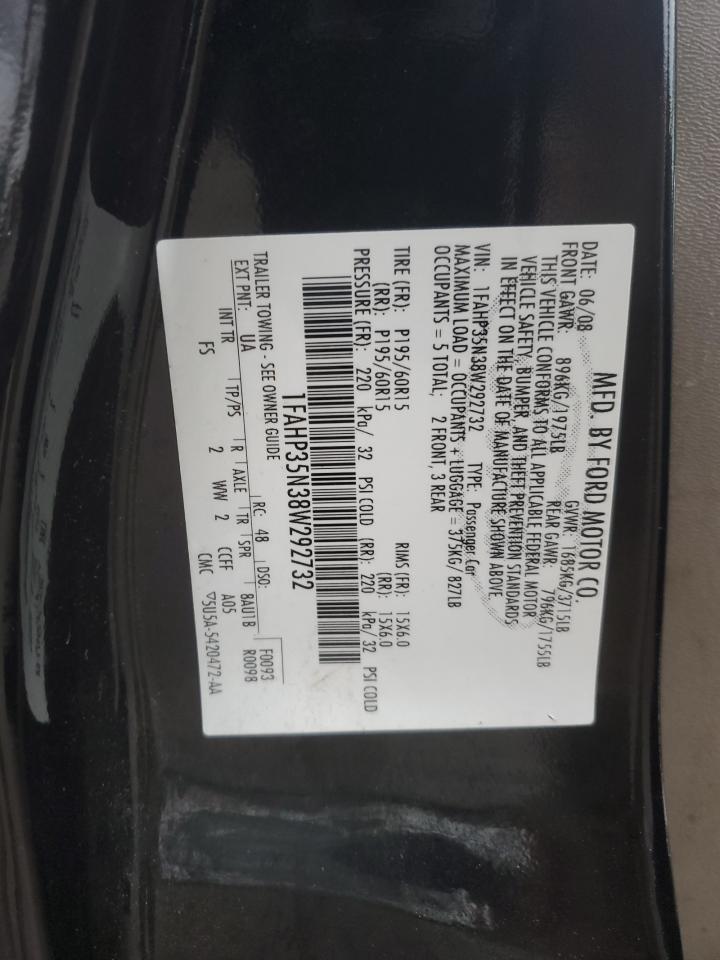 MFD. BY FORD MOTOR CO.
DATE: 06/08 GVWR: 1685KG/3715LB
FRONT GAWR: 896KG/1975LB REAR GAWR: 796KG/1755LB
THIS VEHICLE CONFORMS TO ALL APPLICABLE FEDERAL MOTOR
VEHICLE SAFETY, BUMPER, AND THEFT PREVENTION STANDARDS
IN EFFECT ON THE DATE OF MANUFACTURE SHOWN ABOVE
VIN: 1FAHP35N38W292732 TYPE: Passenger Car
MAXIMUM LOAD = OCCUPANTS + LUGGAGE = 375KG/ 827LB
OCCUPANTS = 5 TOTAL; 2 FRONT, 3 REAR
TIRE (FR): P195/60R15 RIMS (FR): 15X6.0
(RR): P195/60R15 (RR): 15X6.0
PRESSURE (FR): 220 kPa/ 32 PSI COLD (RR): 220 kPa/ 32 PSI COLD
1FAHP35N38W292732
TRAILER TOWING - SEE OWNER GUIDE
EXT PNT: UA RC: 48 DSO: F0093
INT TR TP/PS R AXLE TR SPR 8AU1B R0098
FS 2 WW 2 CCFF A05
CMC ▽5U5A-5420472-AA